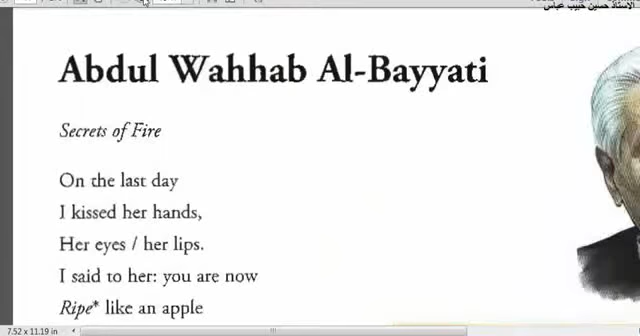 الاستاذ حسين حبيب عباس
Abdul Wahhab Al-Bayyati
Secrets of Fire
On the last day
I kissed her hands,
Her eyes / her lips.
I said to her: you are now
Ripe* like an apple
7.52 x 11.19 in